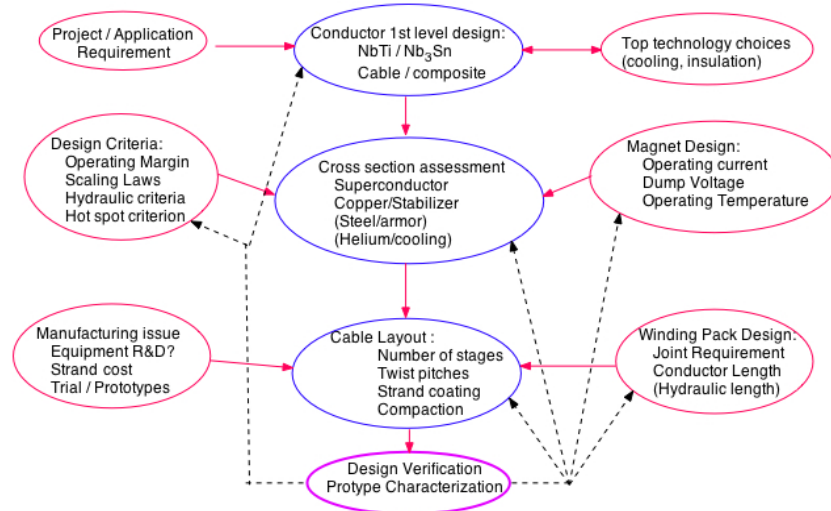 Project / Application
Requirement
Conductor 1st level design:
NbTi / Nb₃Sn
Cable / composite
Top technology choices
(cooling, insulation)
Design Criteria:
Operating Margin
Scaling Laws
Hydraulic criteria
Hot spot criterion
Cross section assessment
Superconductor
Copper/Stabilizer
(Steel/armor)
(Helium/cooling)
Magnet Design:
Operating current
Dump Voltage
Operating Temperature
Manufacturing issue
Equipment R&D?
Strand cost
Trial / Prototypes
Cable Layout :
Number of stages
Twist pitches
Strand coating
Compaction
Winding Pack Design:
Joint Requirement
Conductor Length
(Hydraulic length)
Design Verification
Protype Characterization